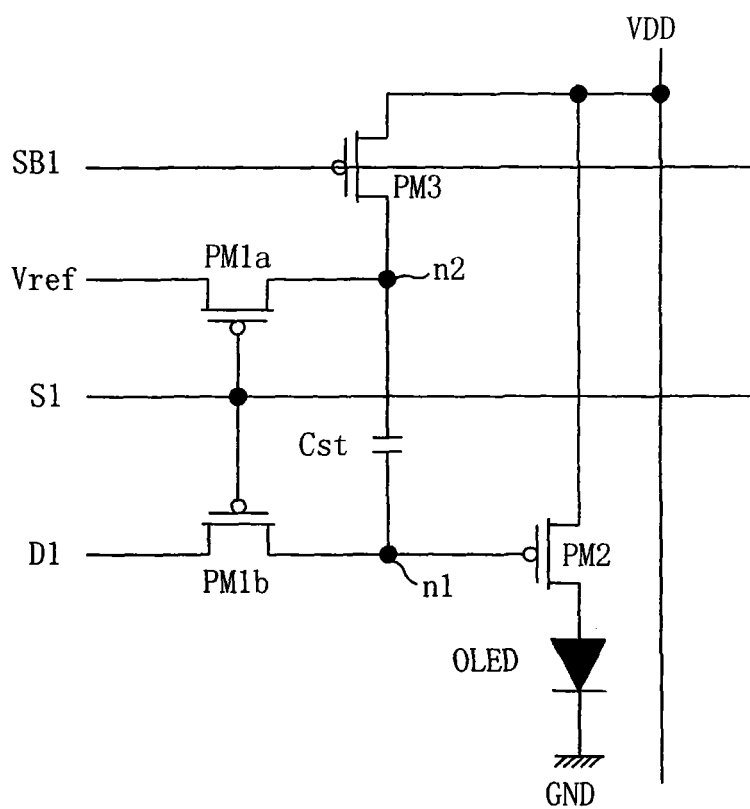 VDD
SB1
PM3
PM1a
Vref
n2
S1
Cst
D1
PM1b
n1
PM2
OLED
GND